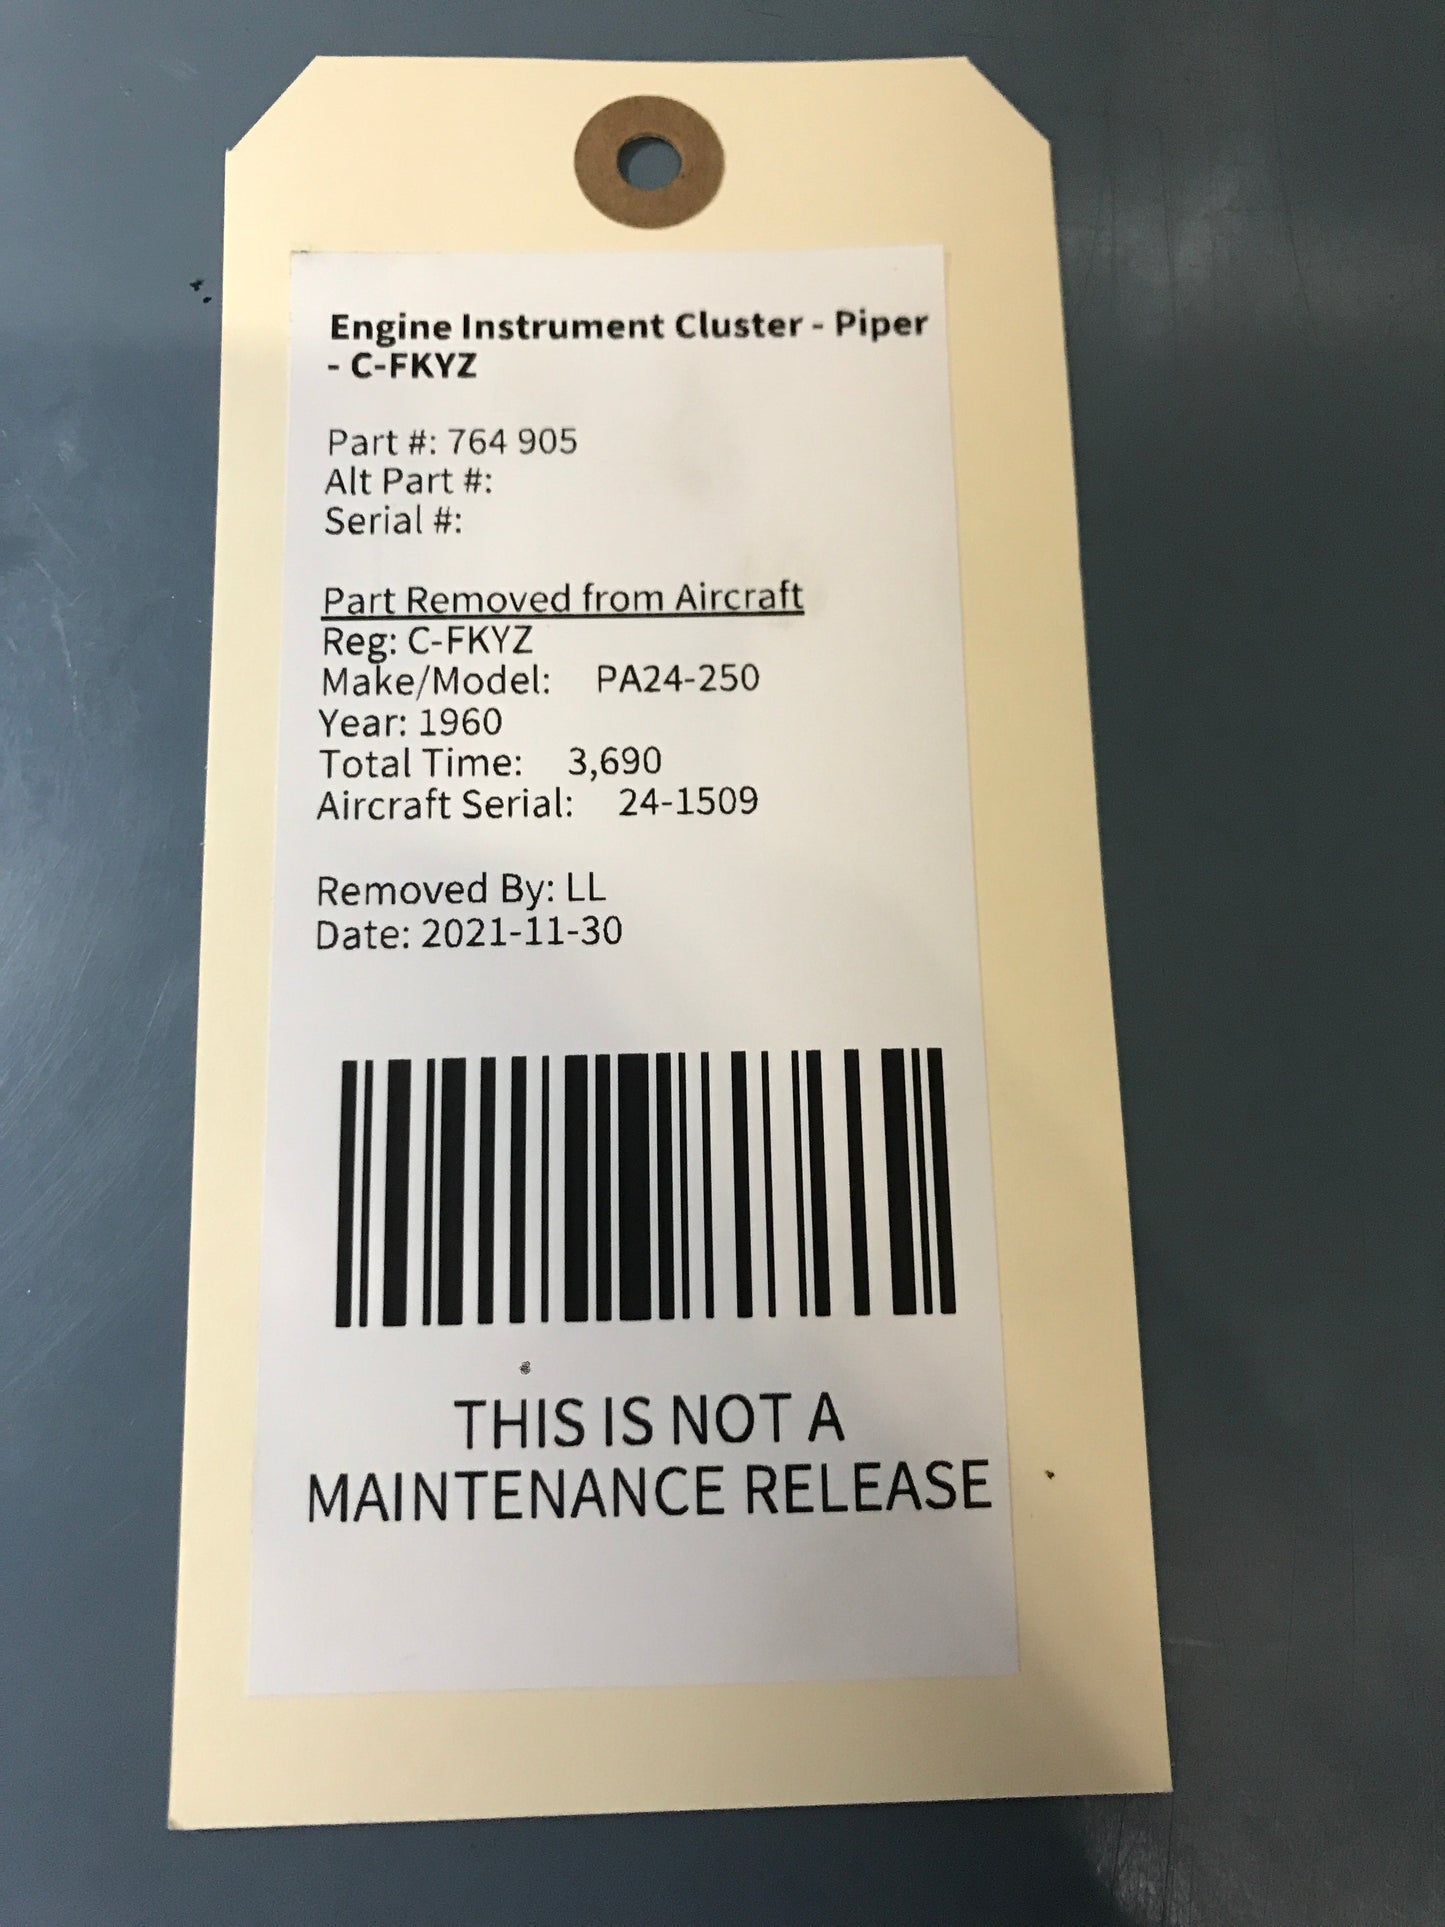 Engine Instrument Cluster - Piper
- C-FKYZ
Part #: 764 905
Alt Part #:
Serial #:
Part Removed from Aircraft
Reg: C-FKYZ
Make/Model: PA24-250
Year: 1960
Total Time: 3,690
Aircraft Serial: 24-1509
Removed By: LL
Date: 2021-11-30
THIS IS NOT A
MAINTENANCE RELEASE